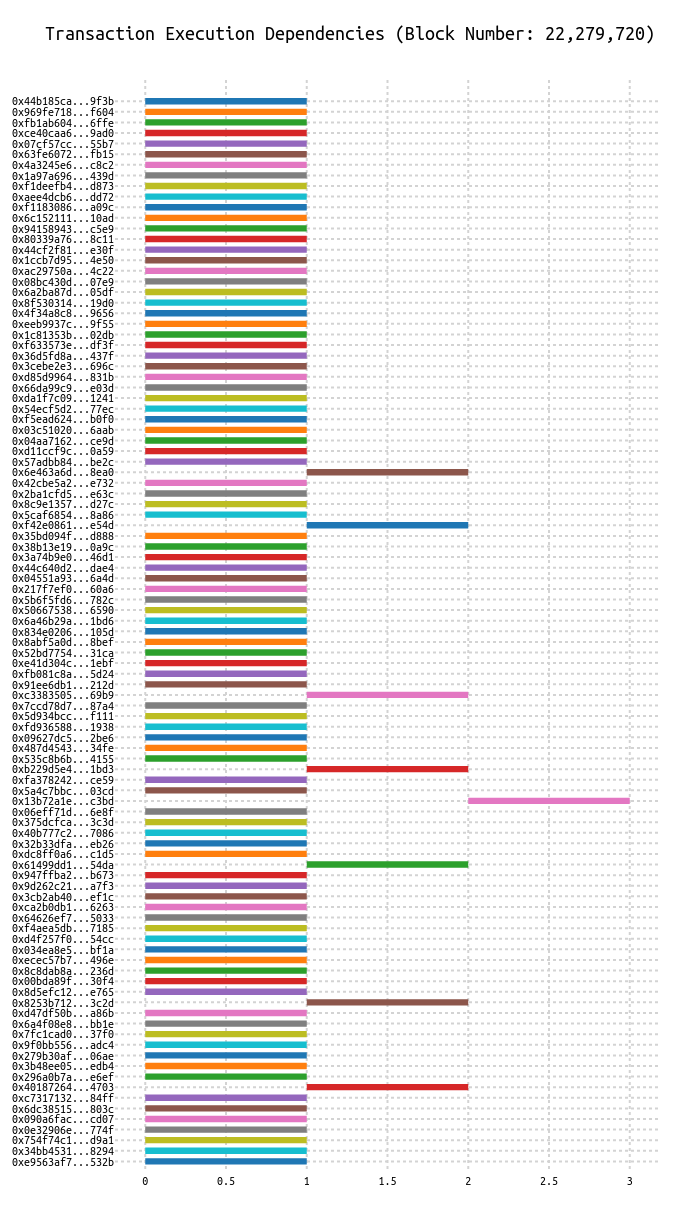 Transaction Execution Dependencies (Block Number: 22,279,720)
0x44b185ca...9f3b
0x969fe718...f604
0xfb1ab604...6ffe
0xce40caa6...9ad0
0x07cf57cc...55b7
0x63fe6072...fb15
0x4a3245e6...c8c2
0x1a97a696...439d
0xf1deefb4...d873
0xaee4dcb6...dd72
0xf1183086...a09c
0x6c152111...10ad
0x94158943...c5e9
0x80339a76...8c11
0x44cf2f81...e30f
0x1ccb7d95...4e50
0xac29750a...4c22
0x08bc430d...07e9
0x6a2ba87d...05df
0x8f530314...19d0
0x4f34a8c8...9656
0xeeb9937c...9f55
0x1c81353b...02db
0xf633573e...df3f
0x36d5fd8a...437f
0x3cebe2e3...696c
0xd85d9964...831b
0x66da99c9...e03d
0xda1f7c09...1241
0x54ecf5d2...77ec
0xf5ead624...b0f0
0x03c51020...6aab
0x04aa7162...ce9d
0xd11ccf9c...0a59
0x57adbb84...be2c
0x6e463a6d...8ea0
0x42cbe5a2...e732
0x2ba1cfd5...e63c
0x8c9e1357...d27c
0x5caf6854...8a86
0xf42e0861...e54d
0x35bd094f...d888
0x38b13e19...0a9c
0x3a74b9e0...46d1
0x44c640d2...dae4
0x04551a93...6a4d
0x217f7ef0...60a6
0x5b6f5fd6...782c
0x50667538...6590
0x6a46b29a...1bd6
0x834e0206...105d
0x8abf5a0d...8bef
0x52bd7754...31ca
0xe41d304c...1ebf
0xfb081c8a...5d24
0x91ee6db1...212d
0xc3383505...69b9
0x7ccd78d7...87a4
0x5d934bcc...f111
0xfd936588...1938
0x09627dc5...2be6
0x487d4543...34fe
0x535c8b6b...4155
0xb229d5e4...1bd3
0xfa378242...ce59
0x5a4c7bbc...03cd
0x13b72a1e...c3bd
0x06eff71d...6e8f
0x375dcfca...3c3d
0x40b777c2...7086
0x32b33dfa...eb26
0xdc8ff0a6...c1d5
0x61499dd1...54da
0x947ffba2...b673
0x9d262c21...a7f3
0x3cb2ab40...ef1c
0xca2b0db1...6263
0x64626ef7...5033
0xf4aea5db...7185
0xd4f257f0...54cc
0x034ea8e5...bf1a
0xecec57b7...496e
0x8c8dab8a...236d
0x00bda89f...30f4
0x8d5efc12...e765
0x8253b712...3c2d
0xd47df50b...a86b
0x6a4f08e8...bb1e
0x7fc1cad0...37f0
0x9f0bb556...adc4
0x279b30af...06ae
0x3b48ee05...edb4
0x296a0b7a...e6ef
0x40187264...4703
0xc7317132...84ff
0x6dc38515...803c
0x090a6fac...cd07
0x0e32906e...774f
0x754f74c1...d9a1
0x34bb4531...8294
0xe9563af7...532b
0 0.5 1 1.5 2 2.5 3